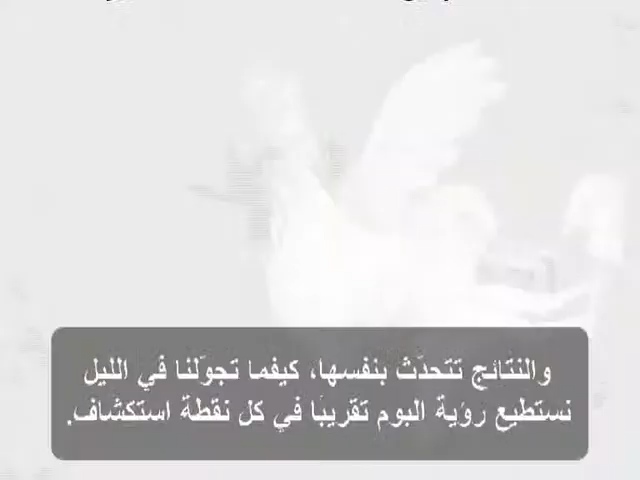 والنتائج تتحدّث بنفسها، كيفما تجوّلنا في الليل
نستطيع رؤية البوم تقريبًا في كل نقطة استكشاف.